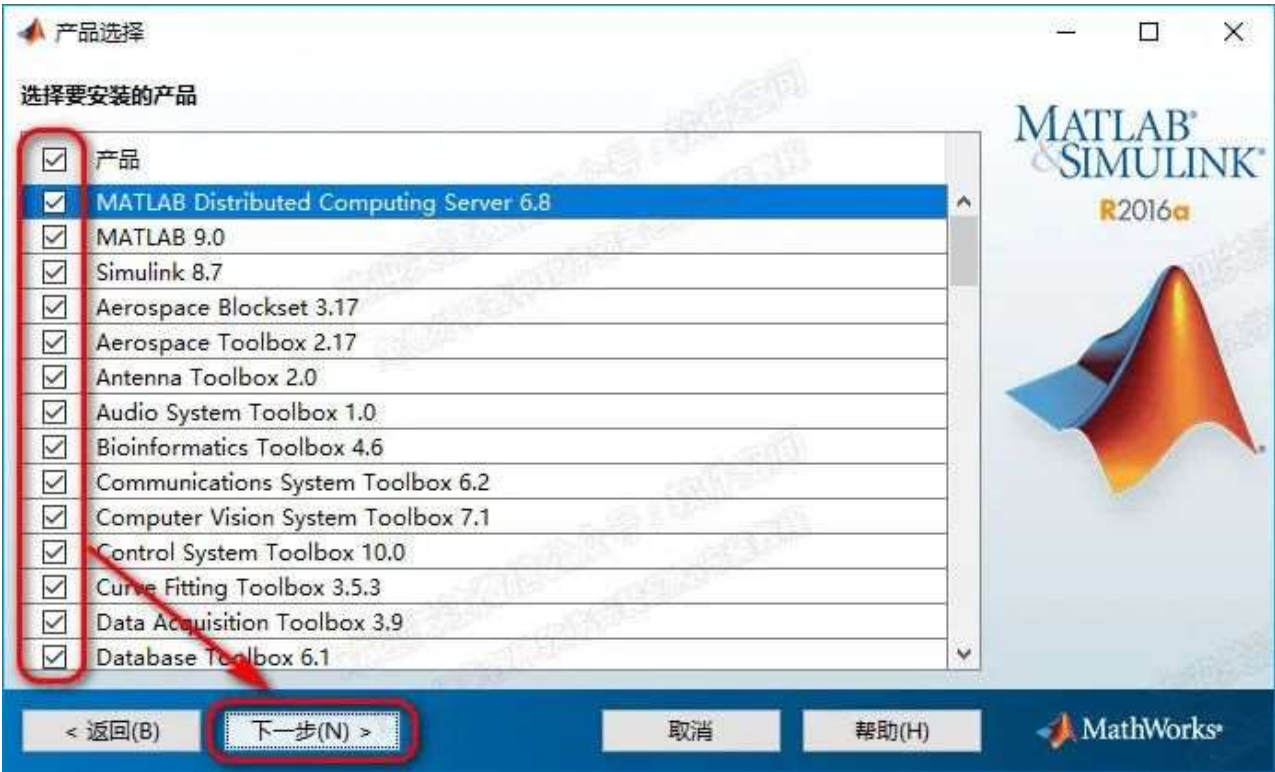 产品选择
选择要安装的产品
产品
MATLAB Distributed Computing Server 6.8
MATLAB 9.0
Simulink 8.7
Aerospace Blockset 3.17
Aerospace Toolbox 2.17
Antenna Toolbox 2.0
Audio System Toolbox 1.0
Bioinformatics Toolbox 4.6
Communications System Toolbox 6.2
Computer Vision System Toolbox 7.1
Control System Toolbox 10.0
Curve Fitting Toolbox 3.5.3
Data Acquisition Toolbox 3.9
Database Toolbox 6.1
MATLAB®
&SIMULINK®
R2016a
< 返回(B)
下一步(N) >
取消
帮助(H)
MathWorks®